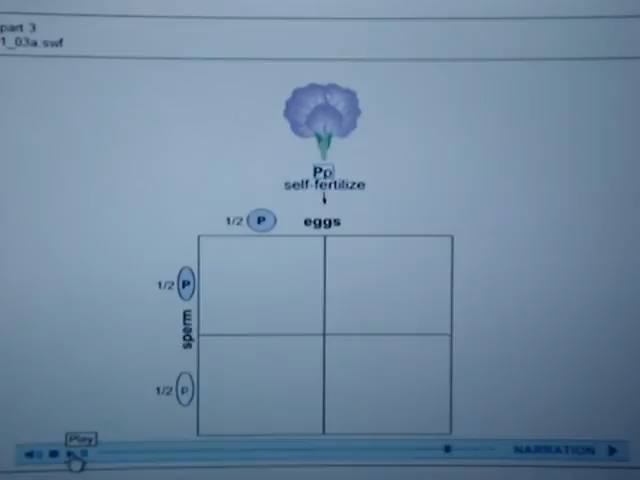 part 3
1_03a.swf
Pp
self-fertilize
1/2 P eggs
1/2 P
sperm
1/2 p
Play
NARRATION